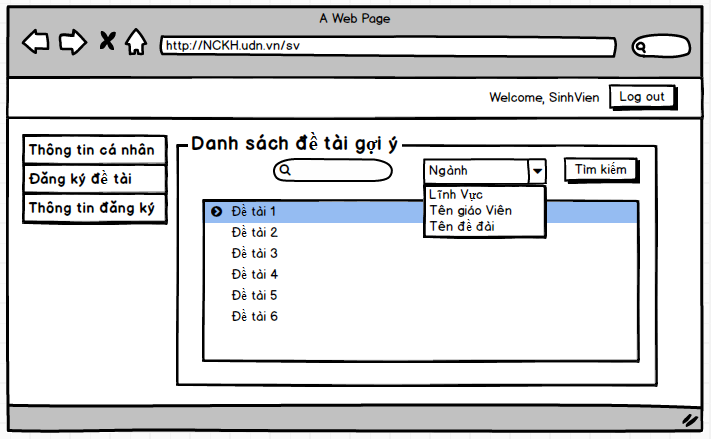 A Web Page
http://NCKH.udn.vn/sv
Welcome, SinhVien
Log out
Thông tin cá nhân
Đăng ký đề tài
Thông tin đăng ký
Danh sách đề tài gợi ý
Ngành
Tìm kiếm
Lĩnh Vực
Tên giáo Viên
Tên đề đài
Đề tài 1
Đề tài 2
Đề tài 3
Đề tài 4
Đề tài 5
Đề tài 6